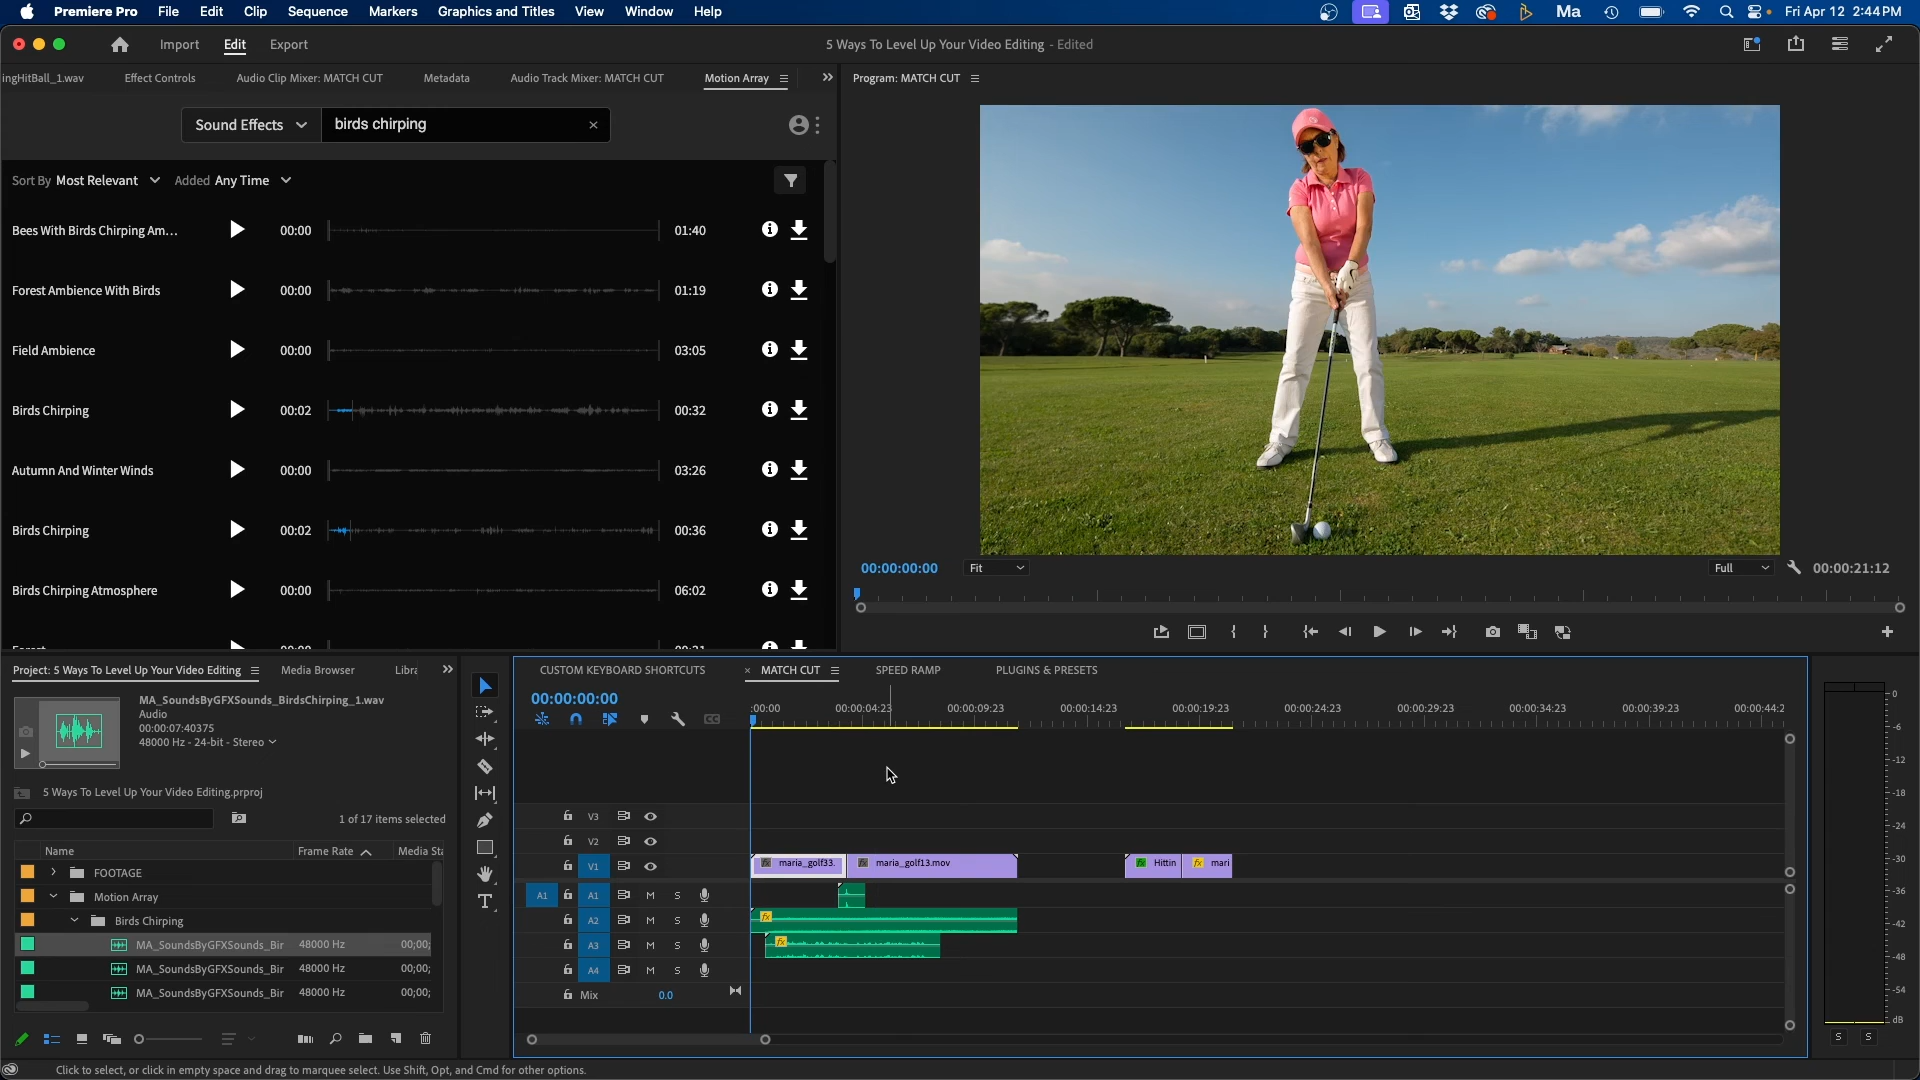 Premiere Pro File Edit Clip Sequence Markers Graphics and Titles View Window Help Ma Fri Apr 12 2:44 PM
Import Edit Export 5 Ways To Level Up Your Video Editing - Edited
ingHitBall_1.wav Effect Controls Audio Clip Mixer: MATCH CUT Metadata Audio Track Mixer: MATCH CUT Motion Array Program: MATCH CUT
Sound Effects birds chirping
Sort By Most Relevant Added Any Time
Bees With Birds Chirping Am... 00:00 01:40
Forest Ambience With Birds 00:00 01:19
Field Ambience 00:00 03:05
Birds Chirping 00:02 00:32
Autumn And Winter Winds 00:00 03:26
Birds Chirping 00:02 00:36
00:00:00:00 Fit Full 00:00:21:12
Birds Chirping Atmosphere 00:00 06:02
Project: 5 Ways To Level Up Your Video Editing Media Browser Libra
CUSTOM KEYBOARD SHORTCUTS MATCH CUT SPEED RAMP PLUGINS & PRESETS
MA_SoundsByGFXSounds_BirdsChirping_1.wav
Audio
00:00:07:40375
48000 Hz - 24-bit - Stereo
00:00:00:00
:00:00 00:00:04:23 00:00:09:23 00:00:14:23 00:00:19:23 00:00:24:23 00:00:29:23 00:00:34:23 00:00:39:23 00:00:44:2
5 Ways To Level Up Your Video Editing.prproj
1 of 17 items selected
Name Frame Rate Media Sta
FOOTAGE
Motion Array
Birds Chirping
MA_SoundsByGFXSounds_Bir 48000 Hz 00;00;
MA_SoundsByGFXSounds_Bir 48000 Hz 00;00;
MA_SoundsByGFXSounds_Bir 48000 Hz 00;00;
V3
V2
V1 fx maria_golf33. fx maria_golf13.mov fx Hittin fx mari
A1 A1 M S
A2 M S fx
A3 M S fx
A4 M S
Mix 0.0
0
-6
-12
-18
-24
-30
-36
-42
-48
-54
dB
S S
Click to select, or click in empty space and drag to marquee select. Use Shift, Opt, and Cmd for other options.